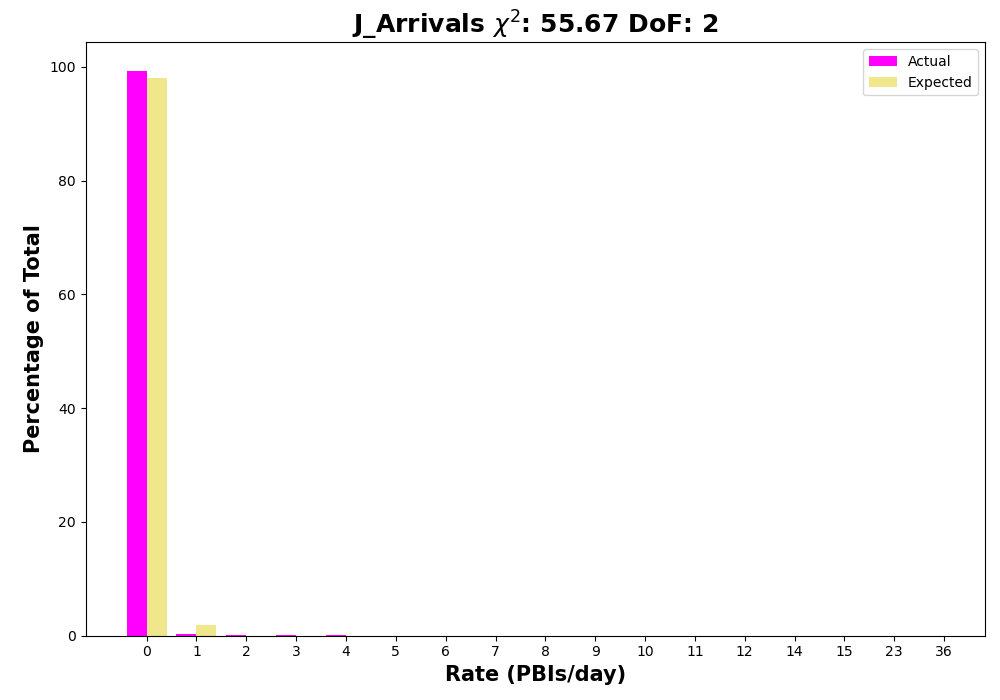 J_Arrivals χ²: 55.67 DoF: 2
Actual
Expected
Percentage of Total
100
80
60
40
20
0
0 1 2 3 4 5 6 7 8 9 10 11 12 14 15 23 36
Rate (PBIs/day)